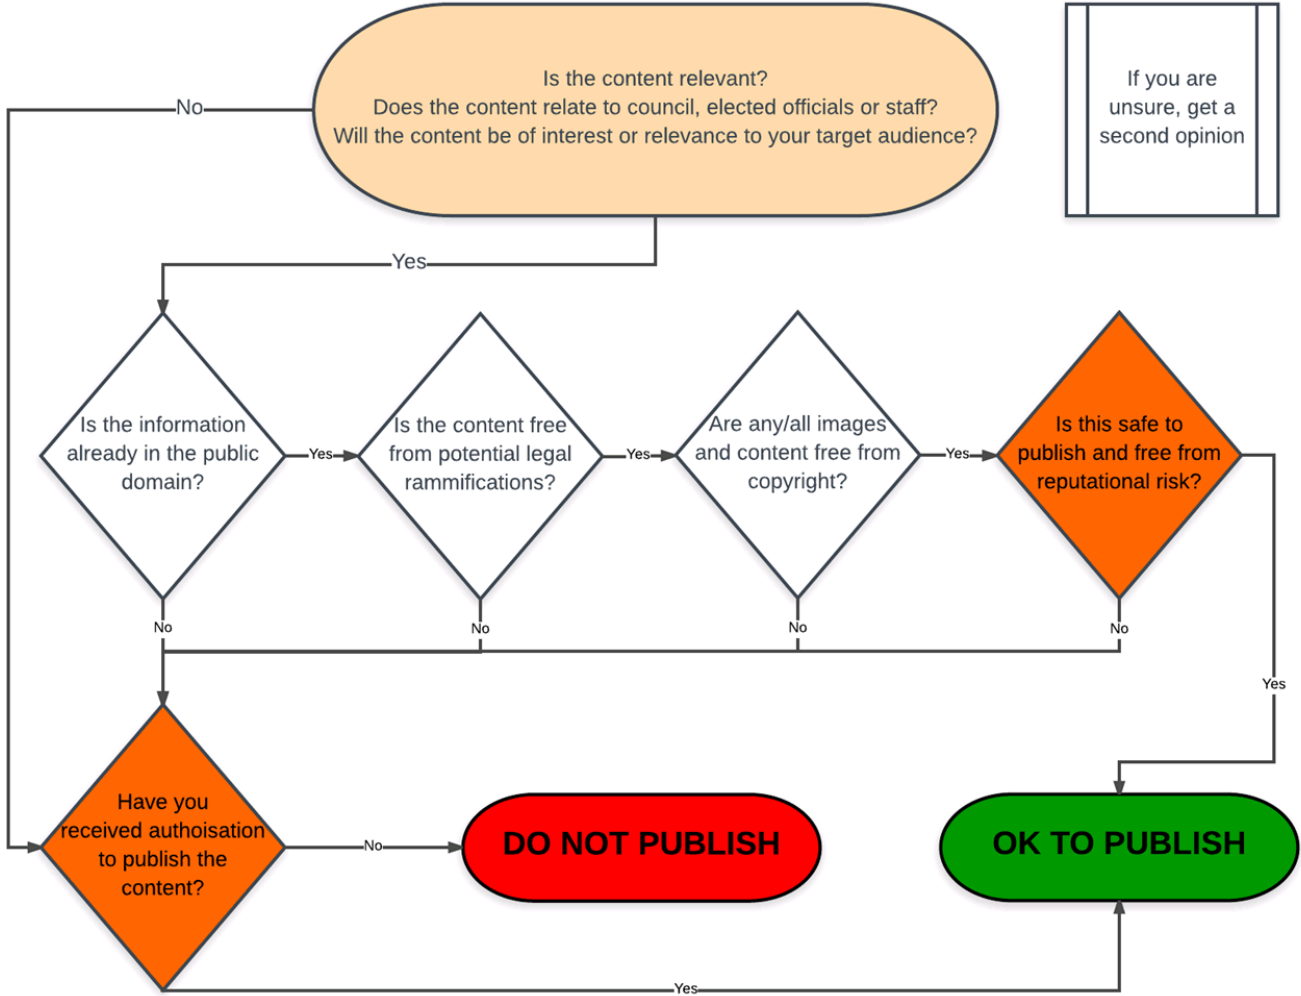 Is the content relevant?
Does the content relate to council, elected officials or staff?
Will the content be of interest or relevance to your target audience?
If you are
unsure, get a
second opinion
No
Yes
Is the information
already in the public
domain?
Yes
Is the content free
from potential legal
rammifications?
Yes
Are any/all images
and content free from
copyright?
Yes
Is this safe to
publish and free from
reputational risk?
No
No
No
No
Yes
Have you
received authoisation
to publish the
content?
No
DO NOT PUBLISH
OK TO PUBLISH
Yes